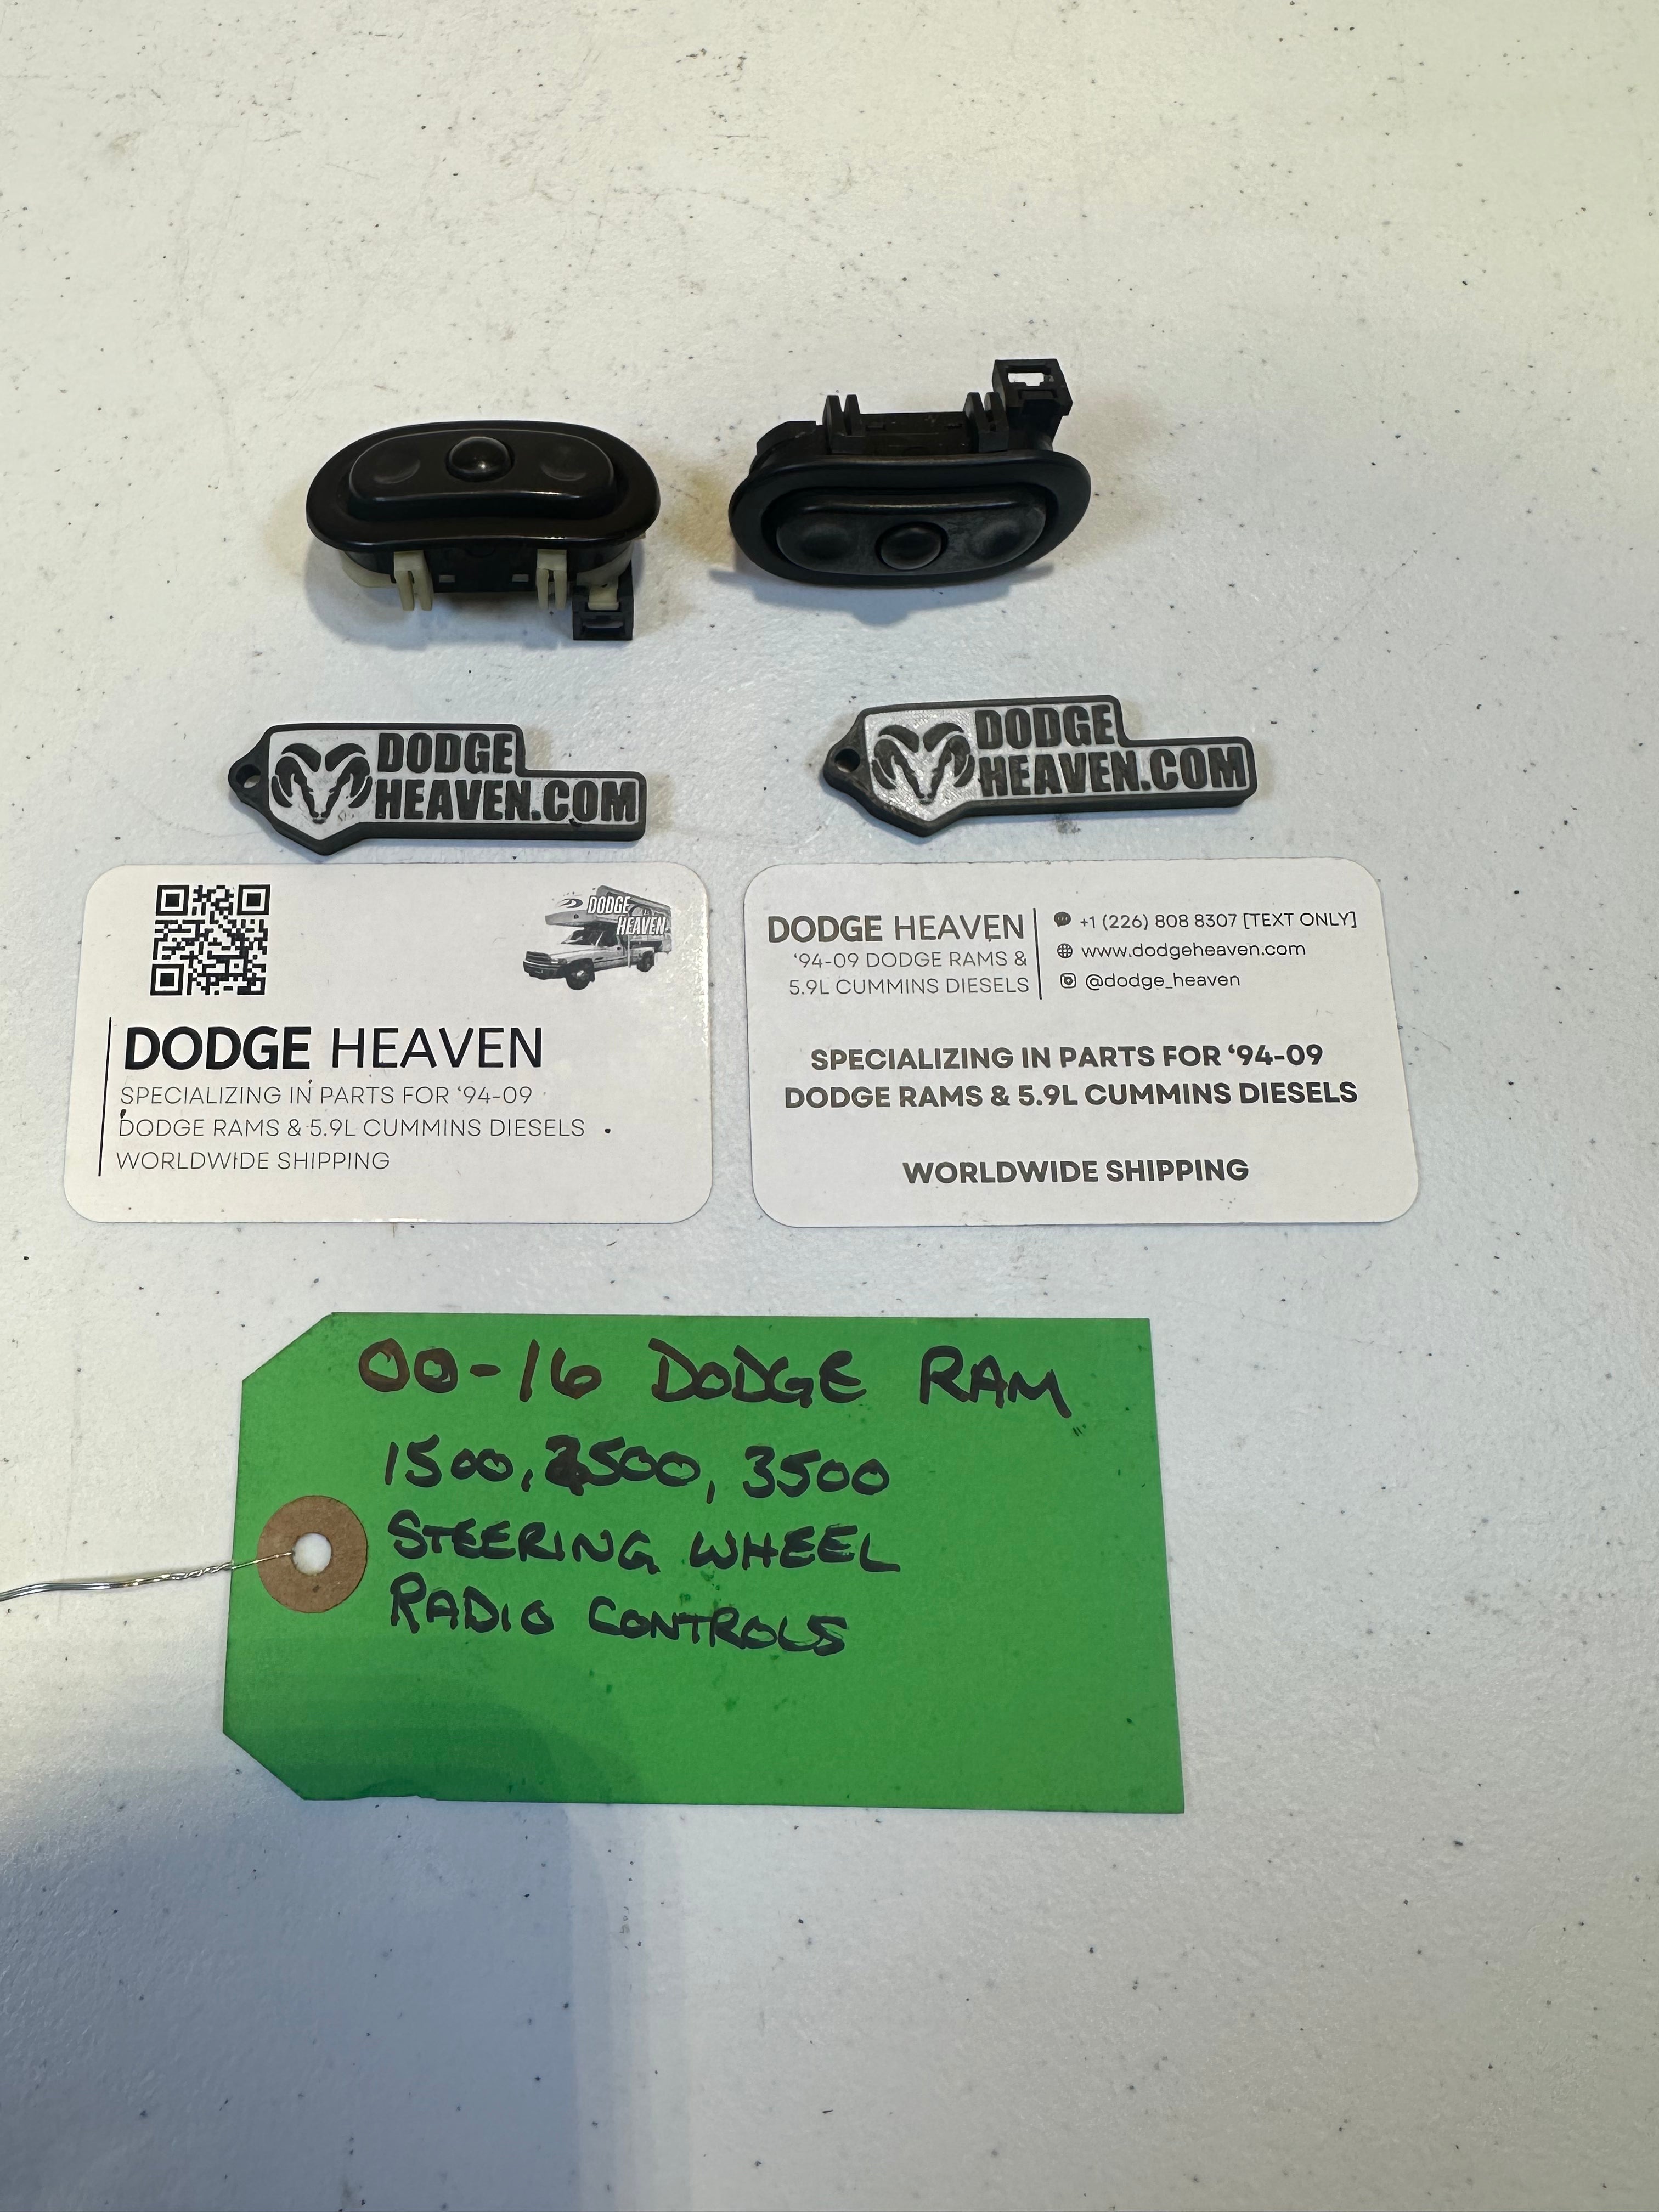 DODGE
HEAVEN.COM
DODGE
HEAVEN.COM
DODGE
HEAVEN
DODGE HEAVEN
SPECIALIZING IN PARTS FOR ‘94-09
DODGE RAMS & 5.9L CUMMINS DIESELS
WORLDWIDE SHIPPING
DODGE HEAVEN
‘94-09 DODGE RAMS &
5.9L CUMMINS DIESELS
+1 (226) 808 8307 [TEXT ONLY]
www.dodgeheaven.com
@dodge_heaven
SPECIALIZING IN PARTS FOR ‘94-09
DODGE RAMS & 5.9L CUMMINS DIESELS
WORLDWIDE SHIPPING
00-16 DODGE RAM
1500, 2500, 3500
STEERING WHEEL
RADIO CONTROLS